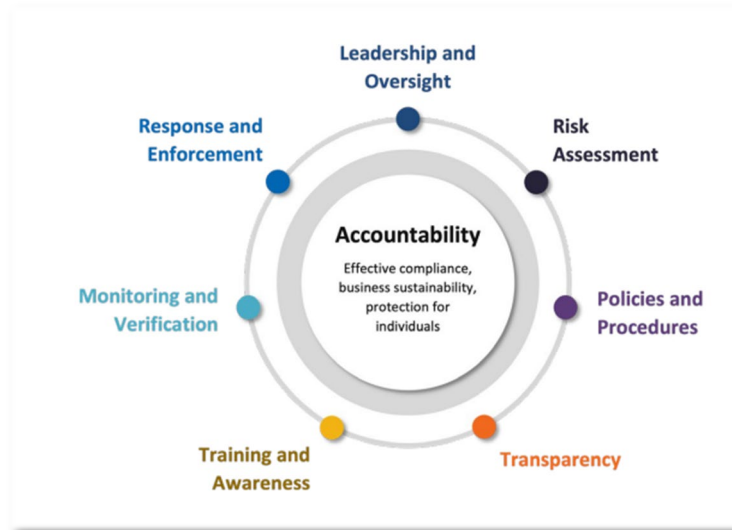 Leadership and
Oversight
Response and
Enforcement
Risk
Assessment
Accountability
Effective compliance,
business sustainability,
protection for
individuals
Monitoring and
Verification
Policies and
Procedures
Training and
Awareness
Transparency